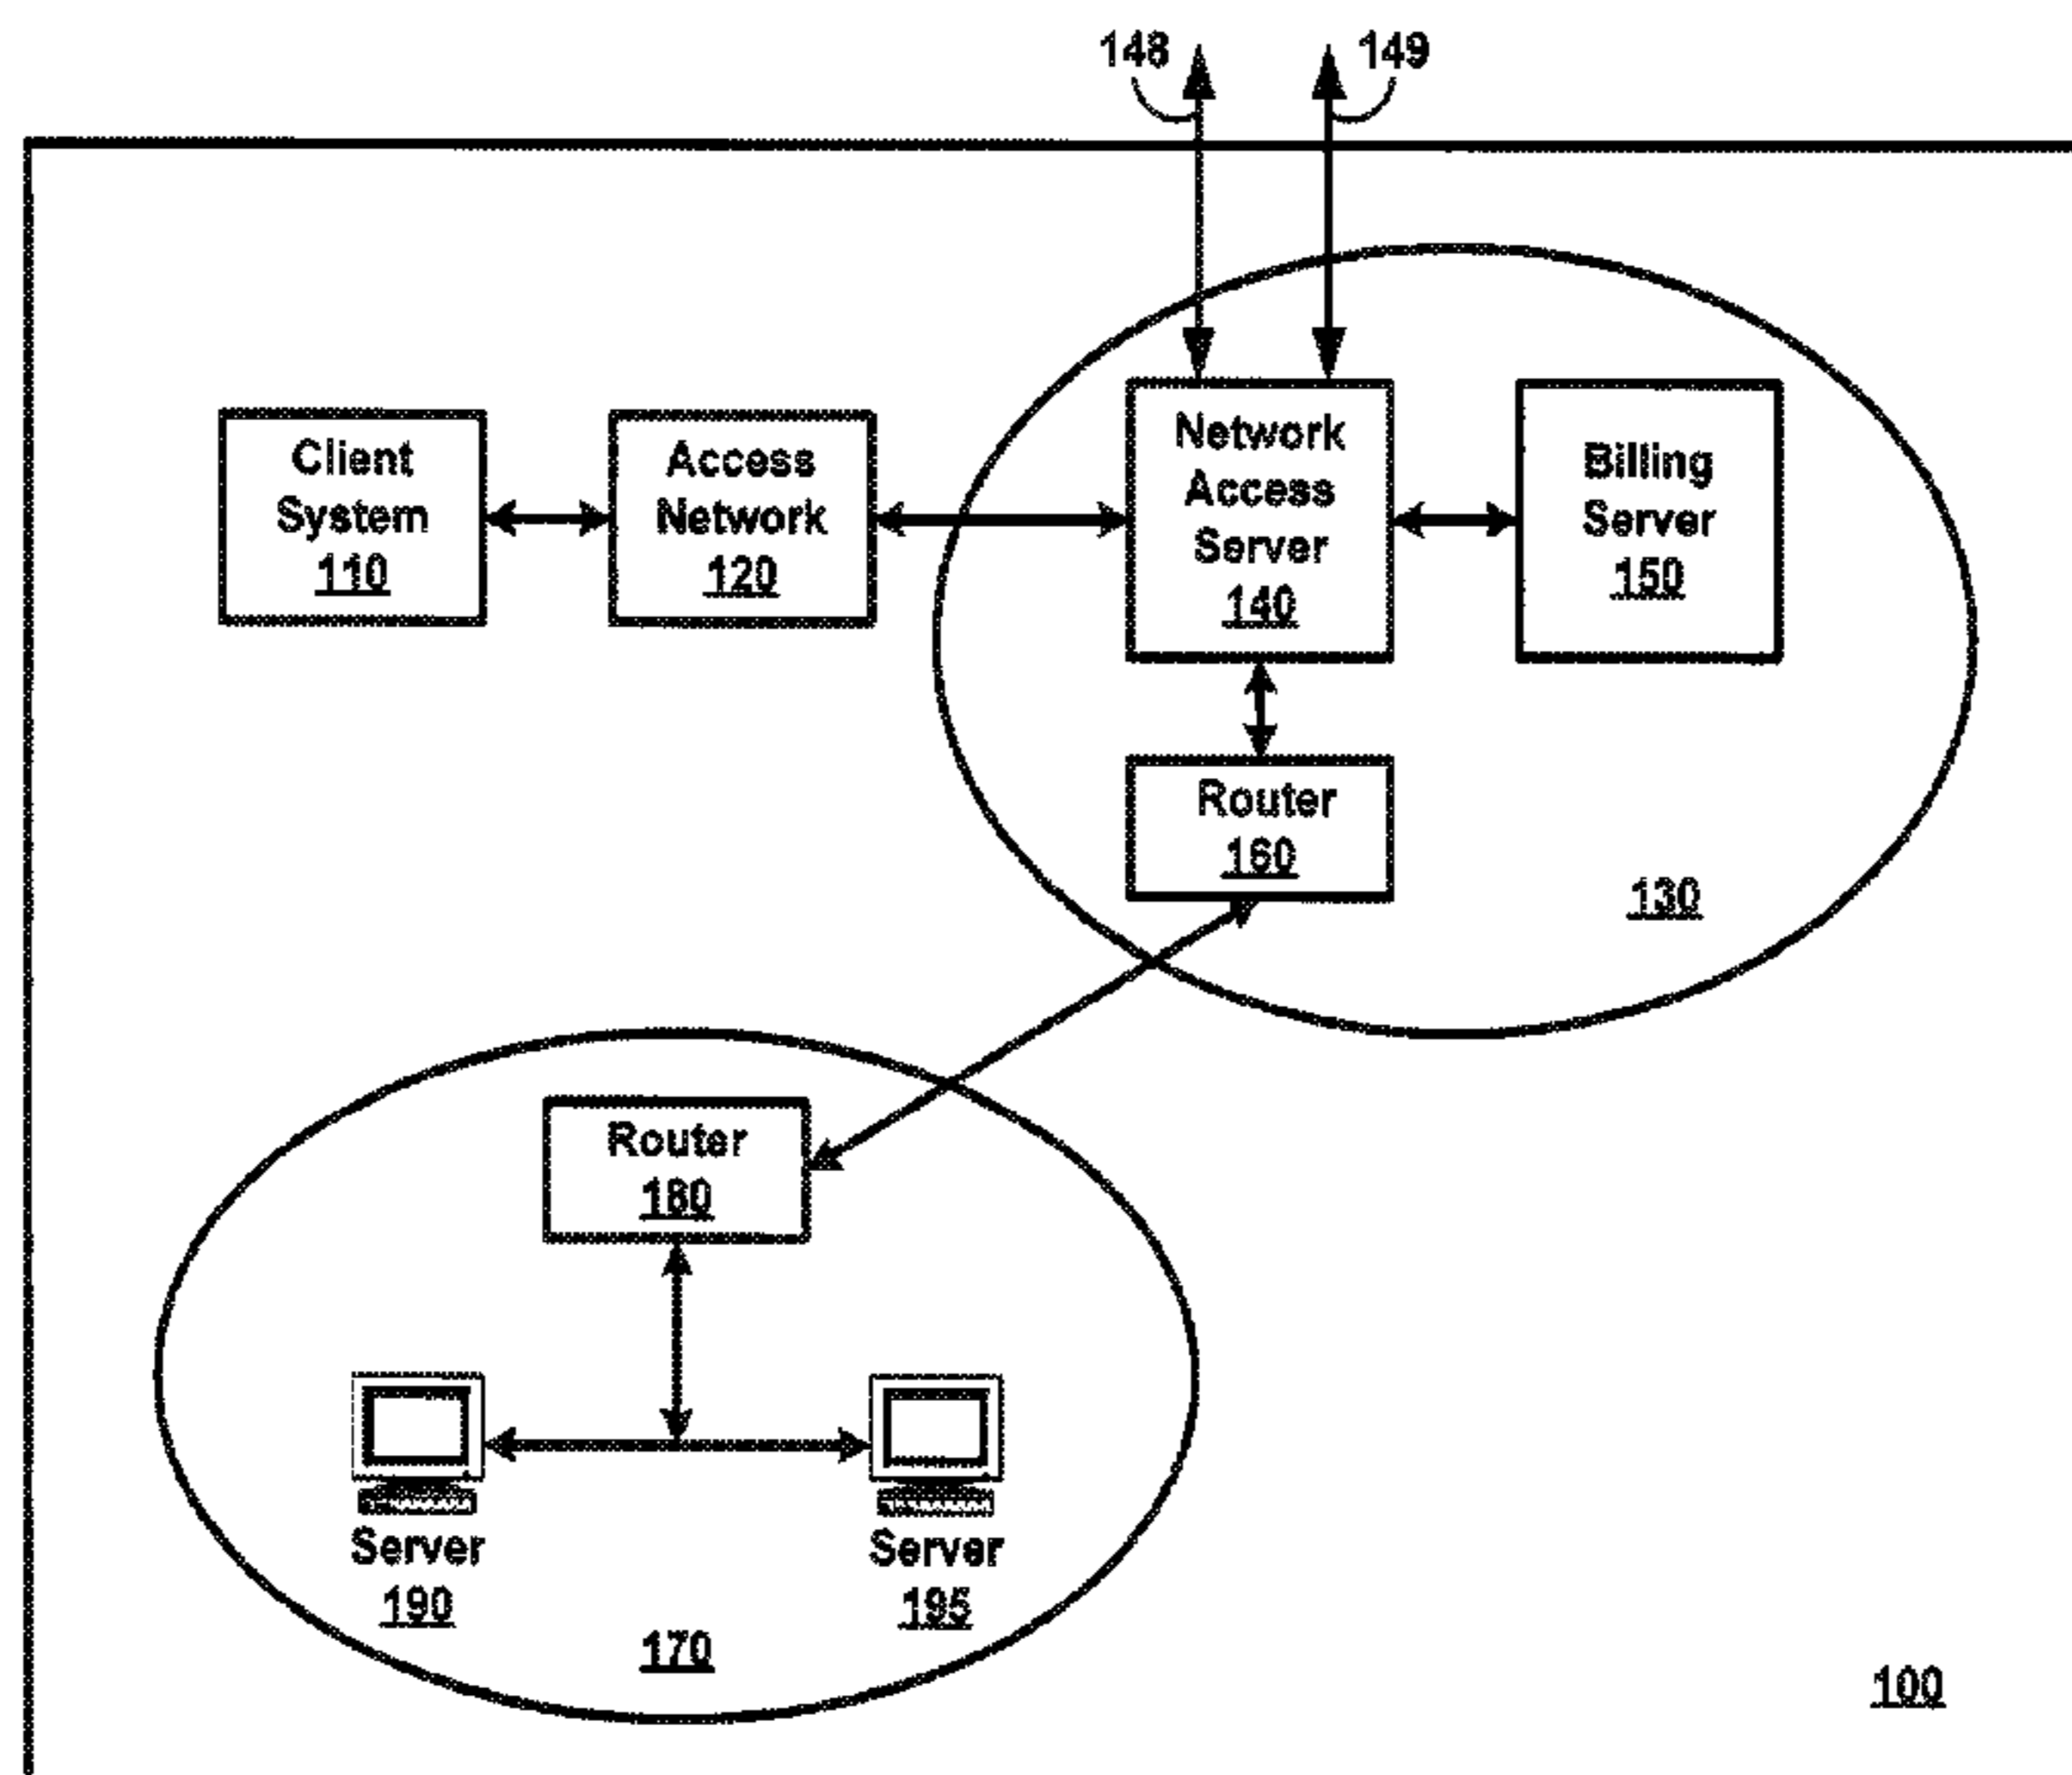 148
149
Client
System
110
Access
Network
120
Network
Access
Server
140
Billing
Server
150
Router
160
130
Router
180
Server
190
Server
195
170
100